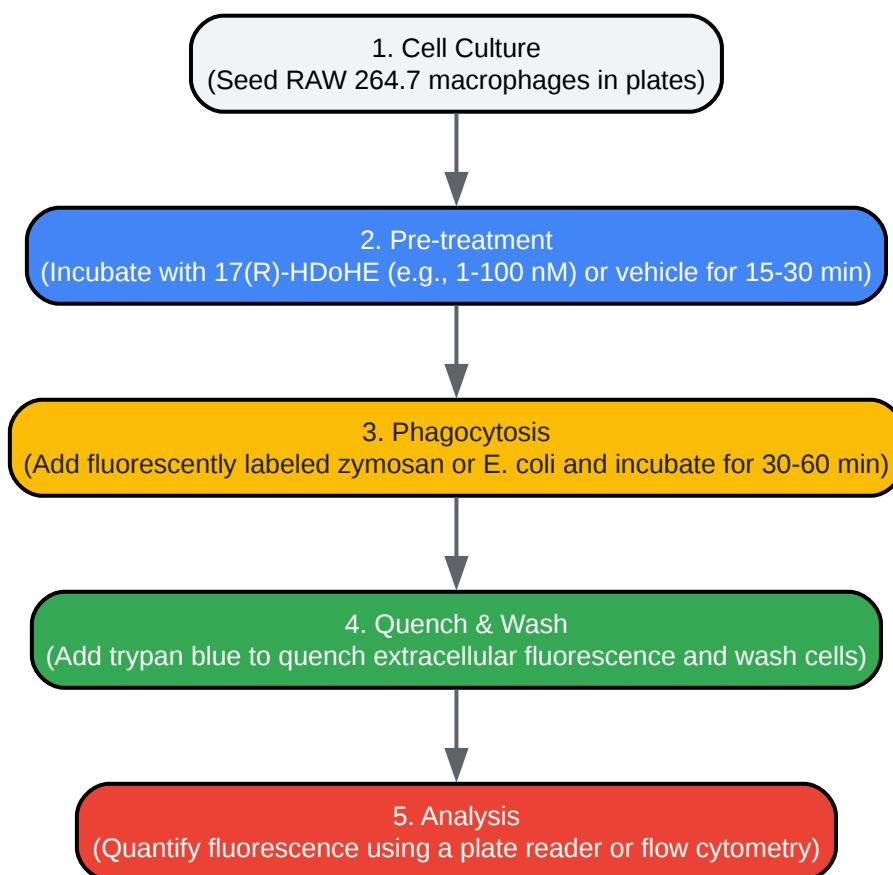 1. Cell Culture
(Seed RAW 264.7 macrophages in plates)
2. Pre-treatment
(Incubate with 17(R)-HDoHE (e.g., 1-100 nM) or vehicle for 15-30 min)
3. Phagocytosis
(Add fluorescently labeled zymosan or E. coli and incubate for 30-60 min)
4. Quench & Wash
(Add trypan blue to quench extracellular fluorescence and wash cells)
5. Analysis
(Quantify fluorescence using a plate reader or flow cytometry)